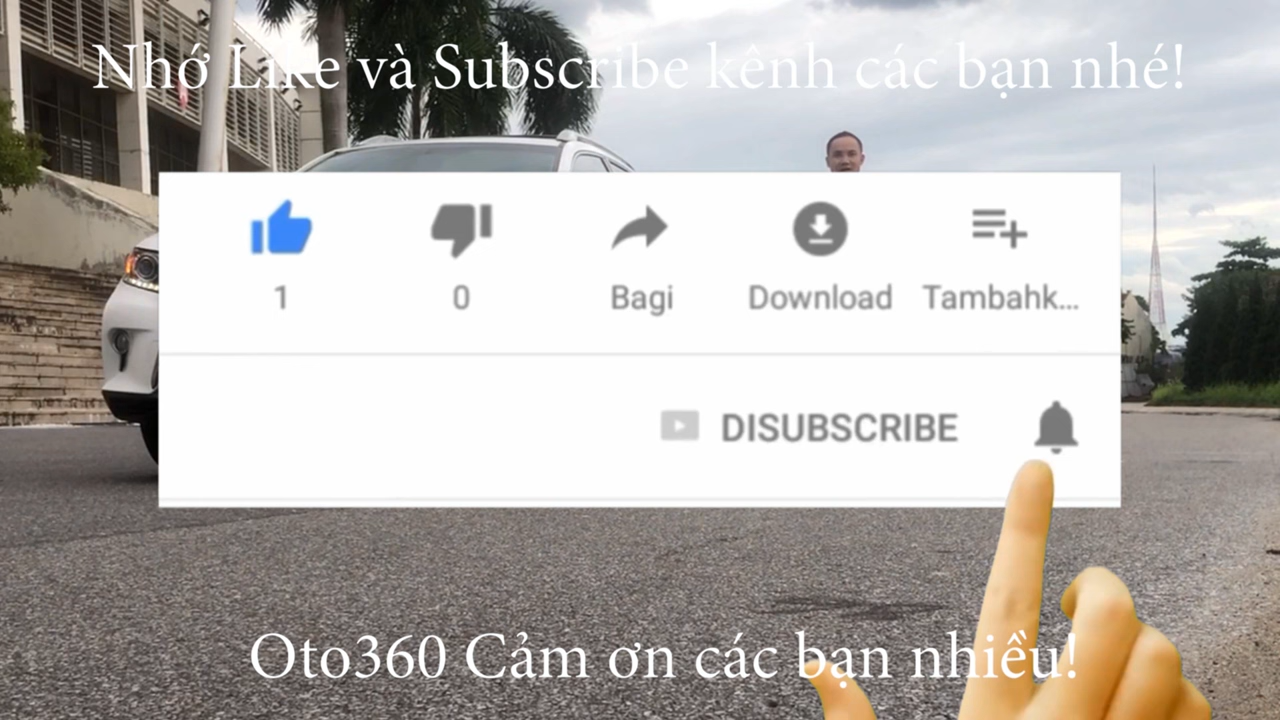 Nhớ Like và Subscribe kênh các bạn nhé!
1 0 Bagi Download Tambahk...
DISUBSCRIBE
Oto360 Cảm ơn các bạn nhiều!